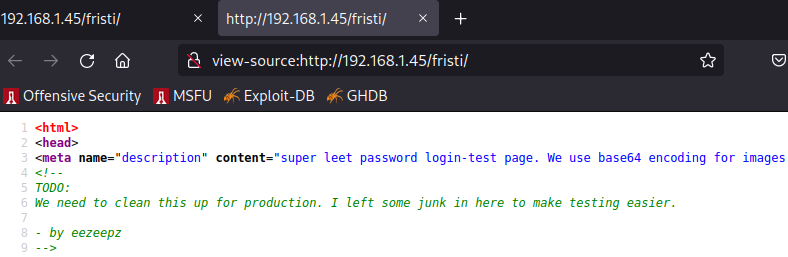 192.168.1.45/fristi/
http://192.168.1.45/fristi/
view-source:http://192.168.1.45/fristi/
Offensive Security MSFU Exploit-DB GHDB
1 <html>
2 <head>
3 <meta name="description" content="super leet password login-test page. We use base64 encoding for images
4 <!--
5 TODO:
6 We need to clean this up for production. I left some junk in here to make testing easier.
7
8 - by eezeepz
9 -->